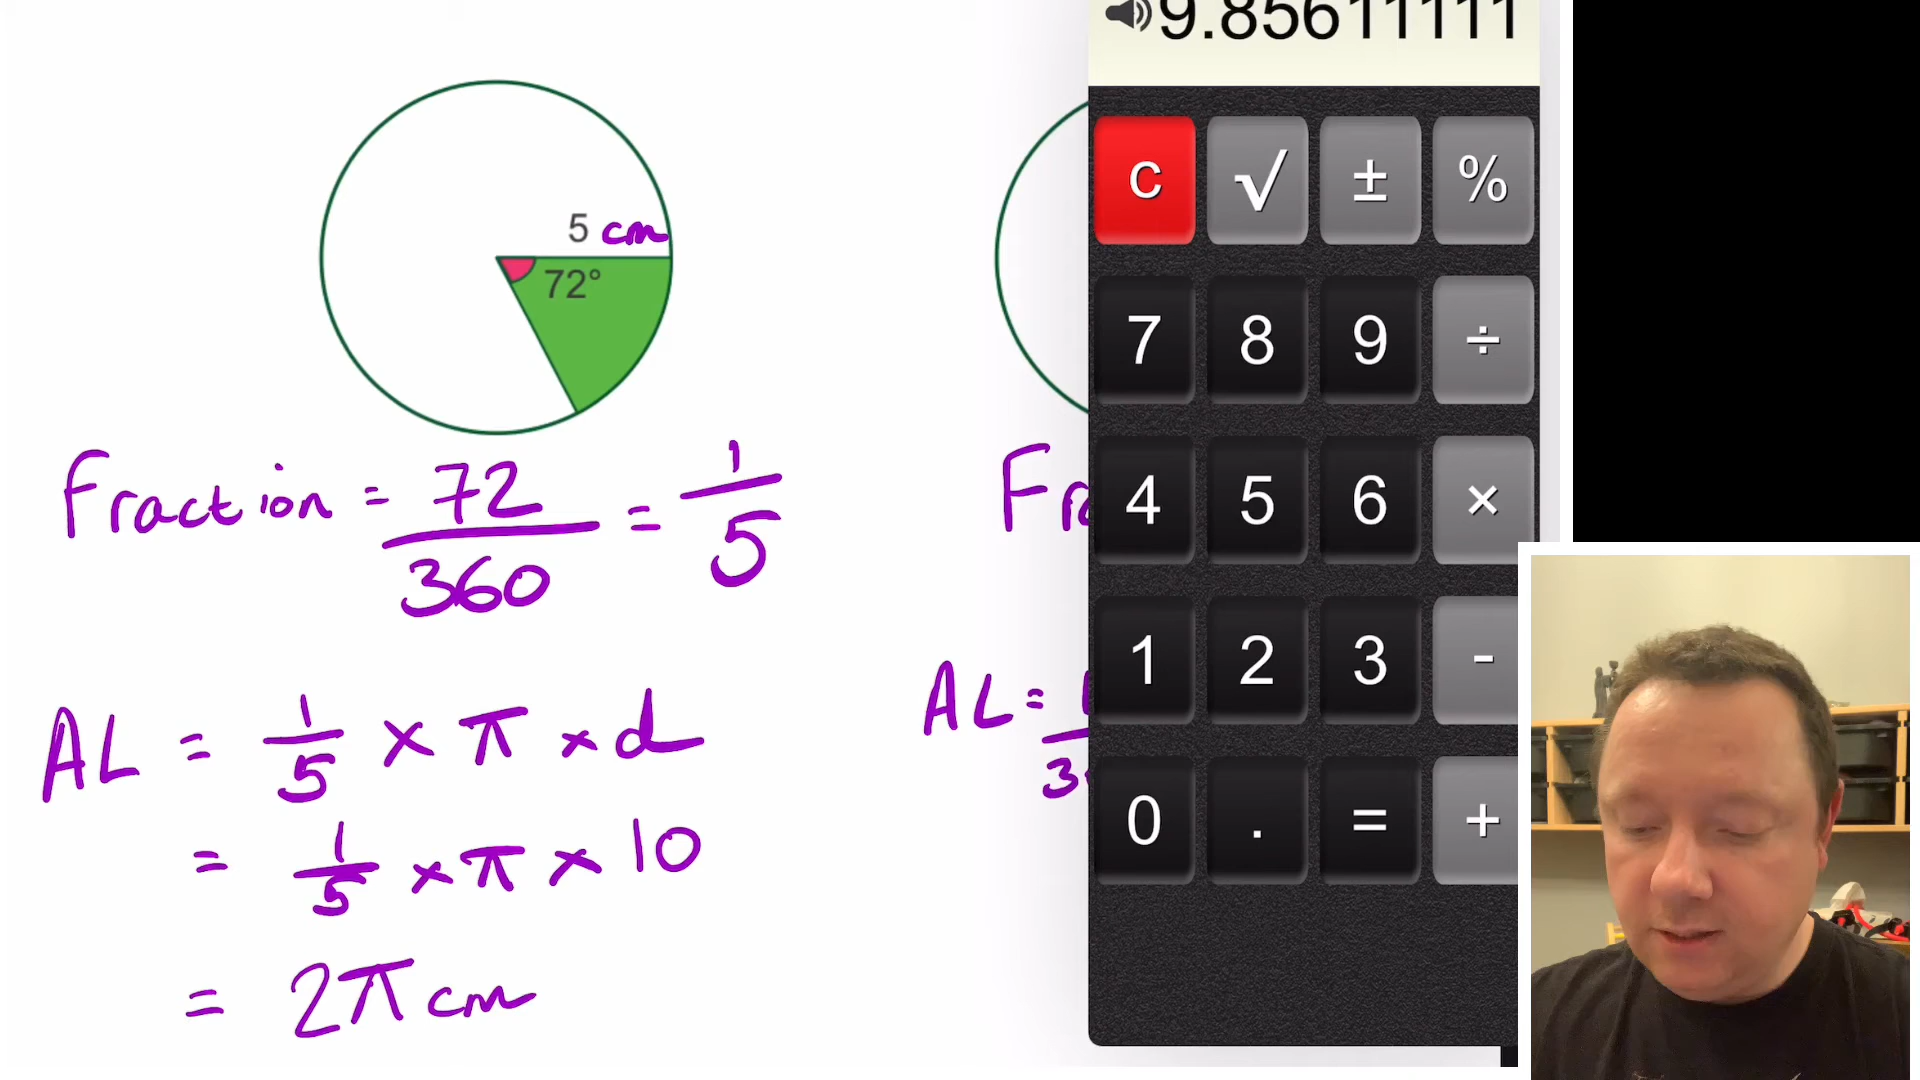 5 cm
72°
Fraction = 72/360 = 1/5
AL = 1/5 × π × d
= 1/5 × π × 10
= 2π cm
AL =
9.85611111
C √ ± %
7 8 9 ÷
4 5 6 ×
1 2 3 -
0 . = +